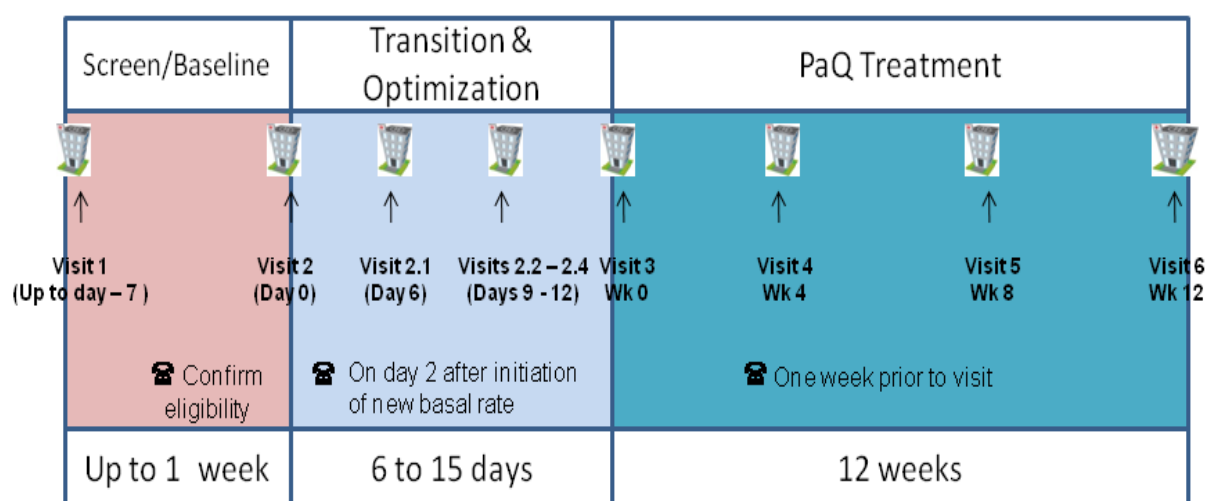 Screen/Baseline
Transition &
Optimization
PaQ Treatment
Visit 1
(Up to day – 7 )
Visit 2
(Day 0)
Visit 2.1
(Day 6)
Visits 2.2 – 2.4
(Days 9 - 12)
Visit 3
Wk 0
Visit 4
Wk 4
Visit 5
Wk 8
Visit 6
Wk 12
☎ Confirm
eligibility
☎ On day 2 after initiation
of new basal rate
☎ One week prior to visit
Up to 1 week
6 to 15 days
12 weeks